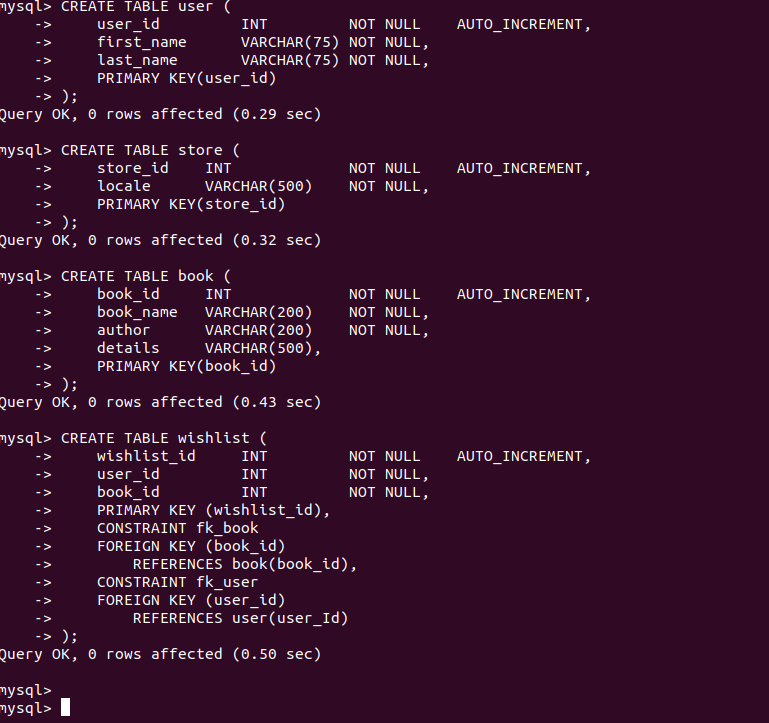 mysql> CREATE TABLE user (
    ->     user_id         INT         NOT NULL    AUTO_INCREMENT,
    ->     first_name      VARCHAR(75) NOT NULL,
    ->     last_name       VARCHAR(75) NOT NULL,
    ->     PRIMARY KEY(user_id)
    -> );
Query OK, 0 rows affected (0.29 sec)

mysql> CREATE TABLE store (
    ->     store_id    INT             NOT NULL    AUTO_INCREMENT,
    ->     locale      VARCHAR(500)    NOT NULL,
    ->     PRIMARY KEY(store_id)
    -> );
Query OK, 0 rows affected (0.32 sec)

mysql> CREATE TABLE book (
    ->     book_id     INT             NOT NULL    AUTO_INCREMENT,
    ->     book_name   VARCHAR(200)    NOT NULL,
    ->     author      VARCHAR(200)    NOT NULL,
    ->     details     VARCHAR(500),
    ->     PRIMARY KEY(book_id)
    -> );
Query OK, 0 rows affected (0.43 sec)

mysql> CREATE TABLE wishlist (
    ->     wishlist_id     INT         NOT NULL    AUTO_INCREMENT,
    ->     user_id         INT         NOT NULL,
    ->     book_id         INT         NOT NULL,
    ->     PRIMARY KEY (wishlist_id),
    ->     CONSTRAINT fk_book
    ->     FOREIGN KEY (book_id)
    ->         REFERENCES book(book_id),
    ->     CONSTRAINT fk_user
    ->     FOREIGN KEY (user_id)
    ->         REFERENCES user(user_Id)
    -> );
Query OK, 0 rows affected (0.50 sec)

mysql>
mysql>